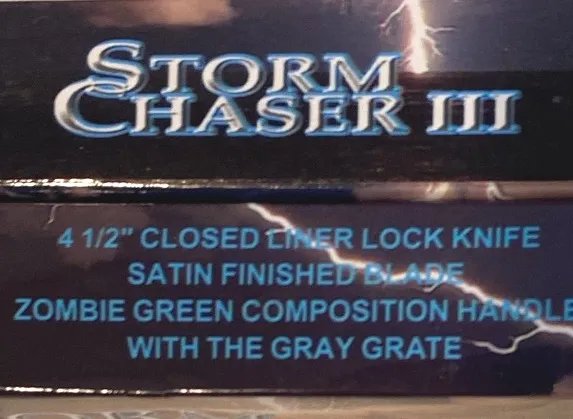 STORM
CHASER III
4 1/2" CLOSED LINER LOCK KNIFE
SATIN FINISHED BLADE
ZOMBIE GREEN COMPOSITION HANDLE
WITH THE GRAY GRATE